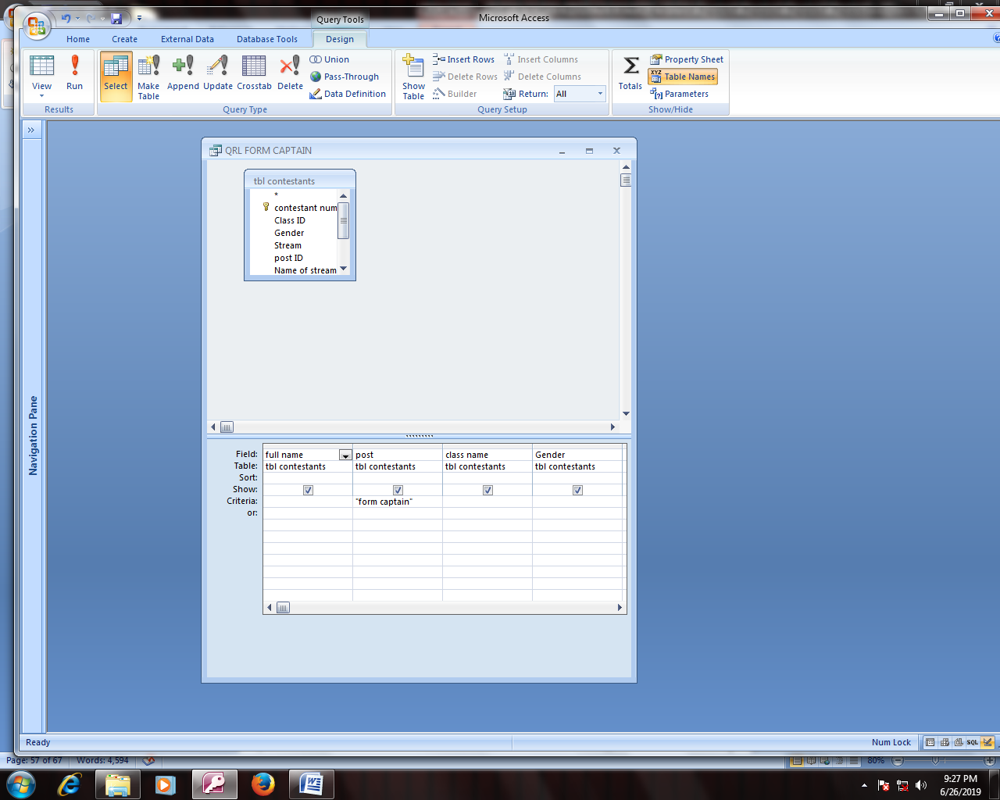 Query Tools
Microsoft Access
Home Create External Data Database Tools Design
View Run Select Make Table Append Update Crosstab Delete
Union
Pass-Through
Data Definition
Show Table
Insert Rows
Delete Rows
Builder
Insert Columns
Delete Columns
Return: All
Totals
Property Sheet
Table Names
Parameters
Results Query Type Query Setup Show/Hide
»
Navigation Pane
QRL FORM CAPTAIN
tbl contestants
*
contestant num
Class ID
Gender
Stream
post ID
Name of stream
Field: full name post class name Gender
Table: tbl contestants tbl contestants tbl contestants tbl contestants
Sort:
Show:
Criteria: "form captain"
or:
Ready Num Lock SQL
Page: 57 of 67 Words: 4,594 80%
9:27 PM
6/26/2019